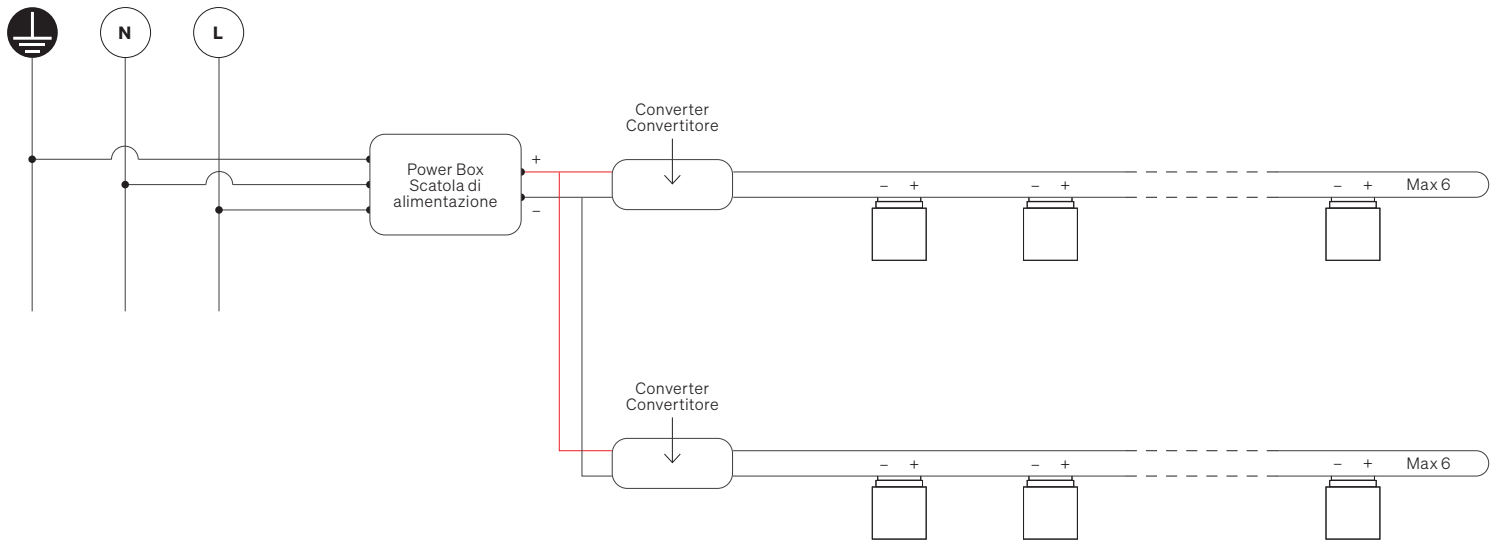 N
L
Power Box
Scatola di
alimentazione
+
–
Converter
Convertitore
– +
– +
– +
Max 6
Converter
Convertitore
– +
– +
– +
Max 6